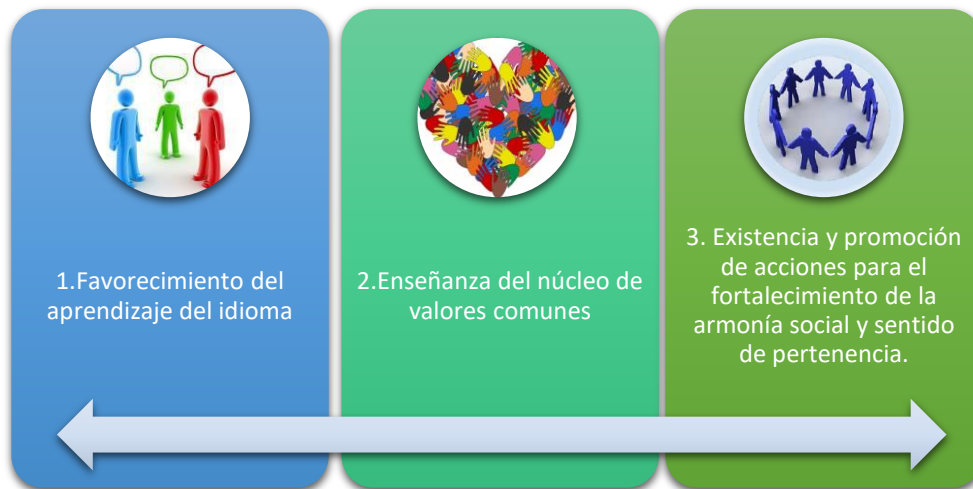 1.Favorecimiento del
aprendizaje del idioma
2.Enseñanza del núcleo de
valores comunes
3. Existencia y promoción
de acciones para el
fortalecimiento de la
armonía social y sentido
de pertenencia.